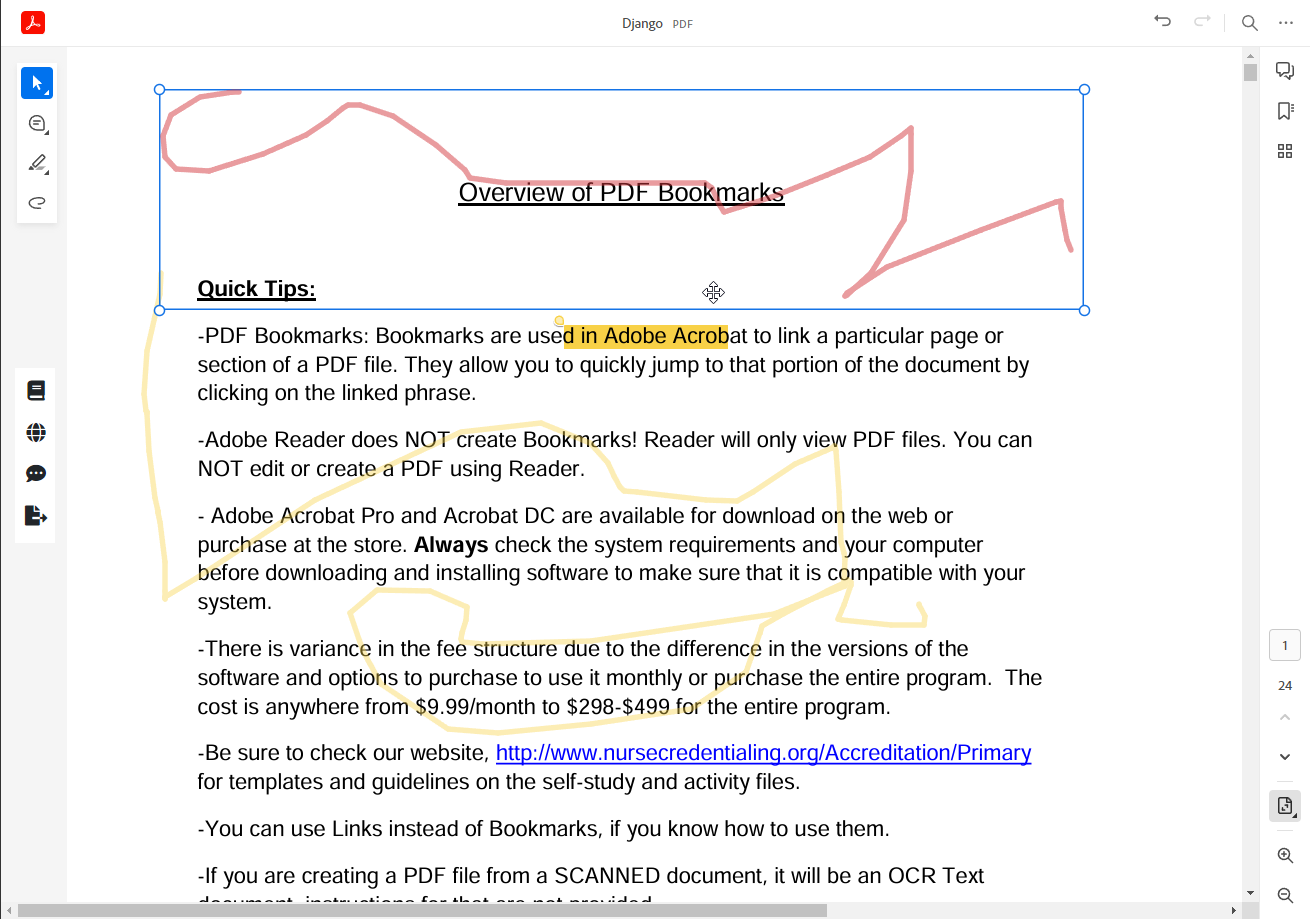 Django PDF
Overview of PDF Bookmarks
Quick Tips:
-PDF Bookmarks: Bookmarks are used in Adobe Acrobat to link a particular page or
section of a PDF file. They allow you to quickly jump to that portion of the document by
clicking on the linked phrase.
-Adobe Reader does NOT create Bookmarks! Reader will only view PDF files. You can
NOT edit or create a PDF using Reader.
- Adobe Acrobat Pro and Acrobat DC are available for download on the web or
purchase at the store. Always check the system requirements and your computer
before downloading and installing software to make sure that it is compatible with your
system.
-There is variance in the fee structure due to the difference in the versions of the
software and options to purchase to use it monthly or purchase the entire program.  The
cost is anywhere from $9.99/month to $298-$499 for the entire program.
-Be sure to check our website, http://www.nursecredentialing.org/Accreditation/Primary
for templates and guidelines on the self-study and activity files.
-You can use Links instead of Bookmarks, if you know how to use them.
-If you are creating a PDF file from a SCANNED document, it will be an OCR Text
document, instructions for that are not provided.
1
24